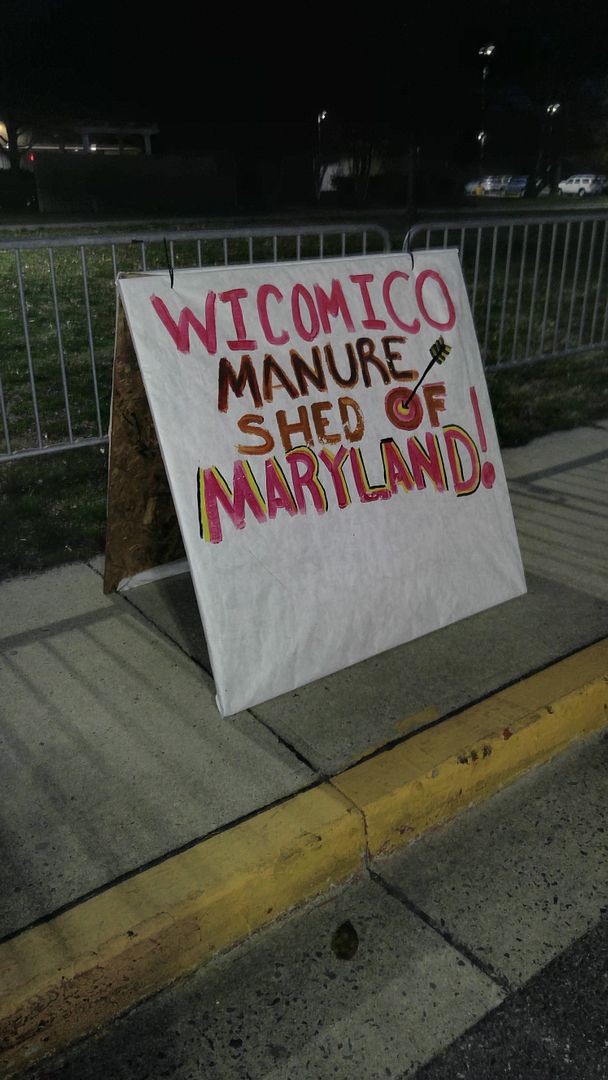 WICOMICO
MANURE
SHED OF
MARYLAND!